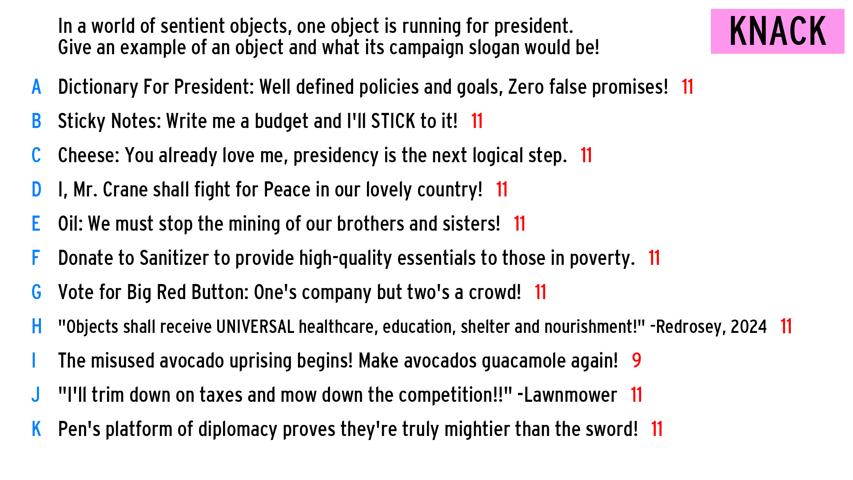 In a world of sentient objects, one object is running for president.
Give an example of an object and what its campaign slogan would be!
KNACK
A Dictionary For President: Well defined policies and goals, Zero false promises! 11
B Sticky Notes: Write me a budget and I'll STICK to it! 11
C Cheese: You already love me, presidency is the next logical step. 11
D I, Mr. Crane shall fight for Peace in our lovely country! 11
E Oil: We must stop the mining of our brothers and sisters! 11
F Donate to Sanitizer to provide high-quality essentials to those in poverty. 11
G Vote for Big Red Button: One's company but two's a crowd! 11
H "Objects shall receive UNIVERSAL healthcare, education, shelter and nourishment!" -Redrosey, 2024 11
I The misused avocado uprising begins! Make avocados guacamole again! 9
J "I'll trim down on taxes and mow down the competition!!" -Lawnmower 11
K Pen's platform of diplomacy proves they're truly mightier than the sword! 11